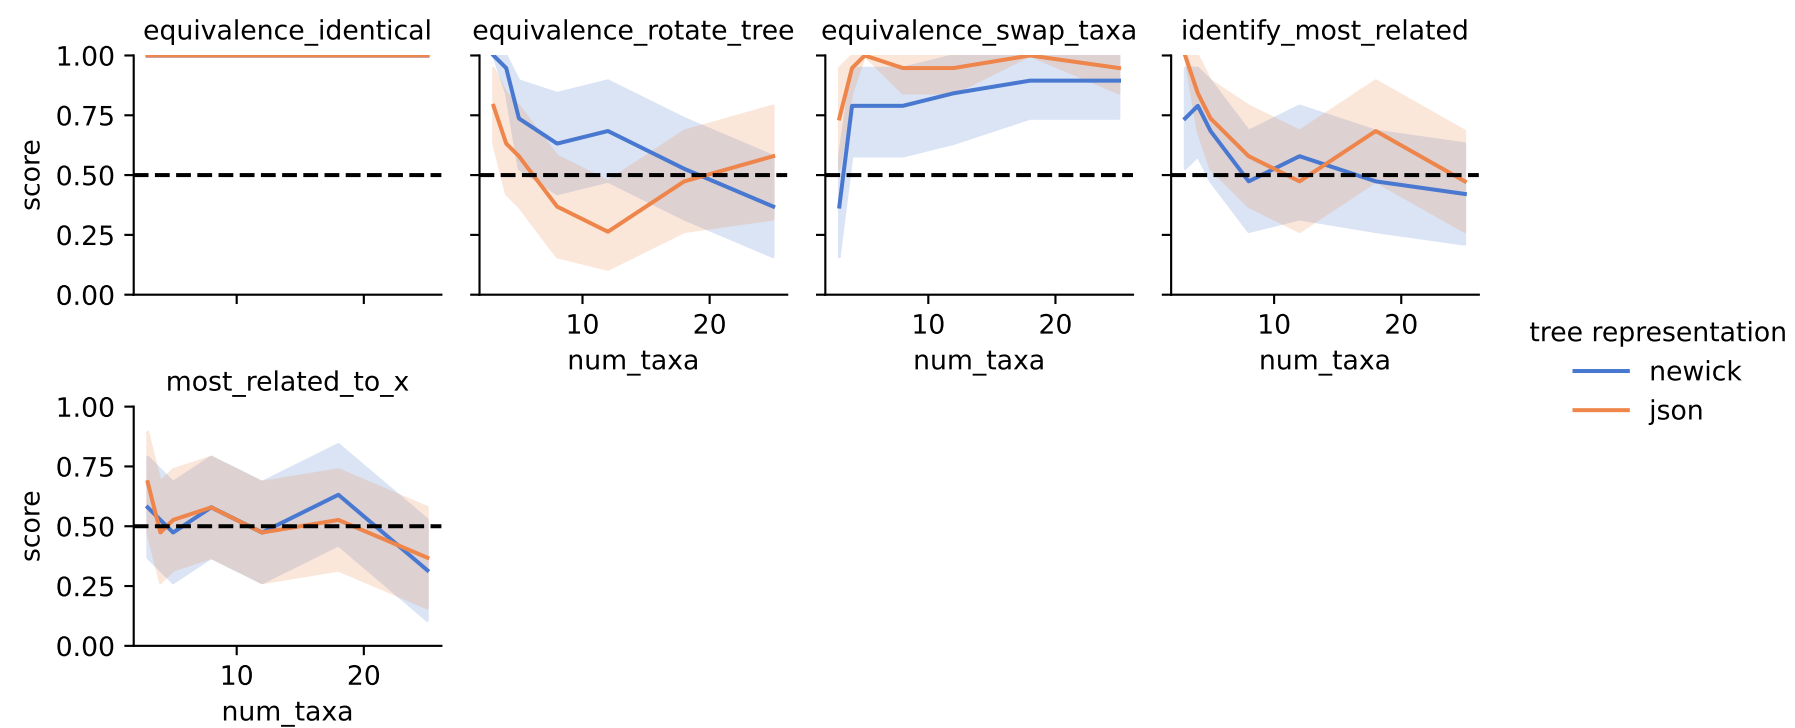 equivalence_identical
equivalence_rotate_tree
equivalence_swap_taxa
identify_most_related
1.00
0.75
0.50
0.25
0.00
score
10
20
num_taxa
10
20
num_taxa
10
20
num_taxa
tree representation
newick
json
most_related_to_x
1.00
0.75
0.50
0.25
0.00
score
10
20
num_taxa